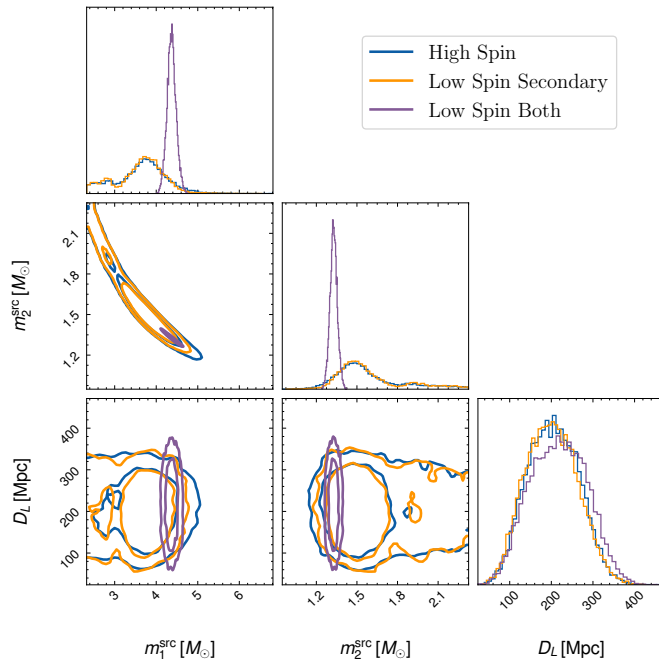 High Spin
Low Spin Secondary
Low Spin Both
m₂^src [M⊙]
2.1
1.8
1.5
1.2
D_L [Mpc]
400
300
200
100
3 4 5 6
1.2 1.5 1.8 2.1
100 200 300 400
m₁^src [M⊙]
m₂^src [M⊙]
D_L [Mpc]